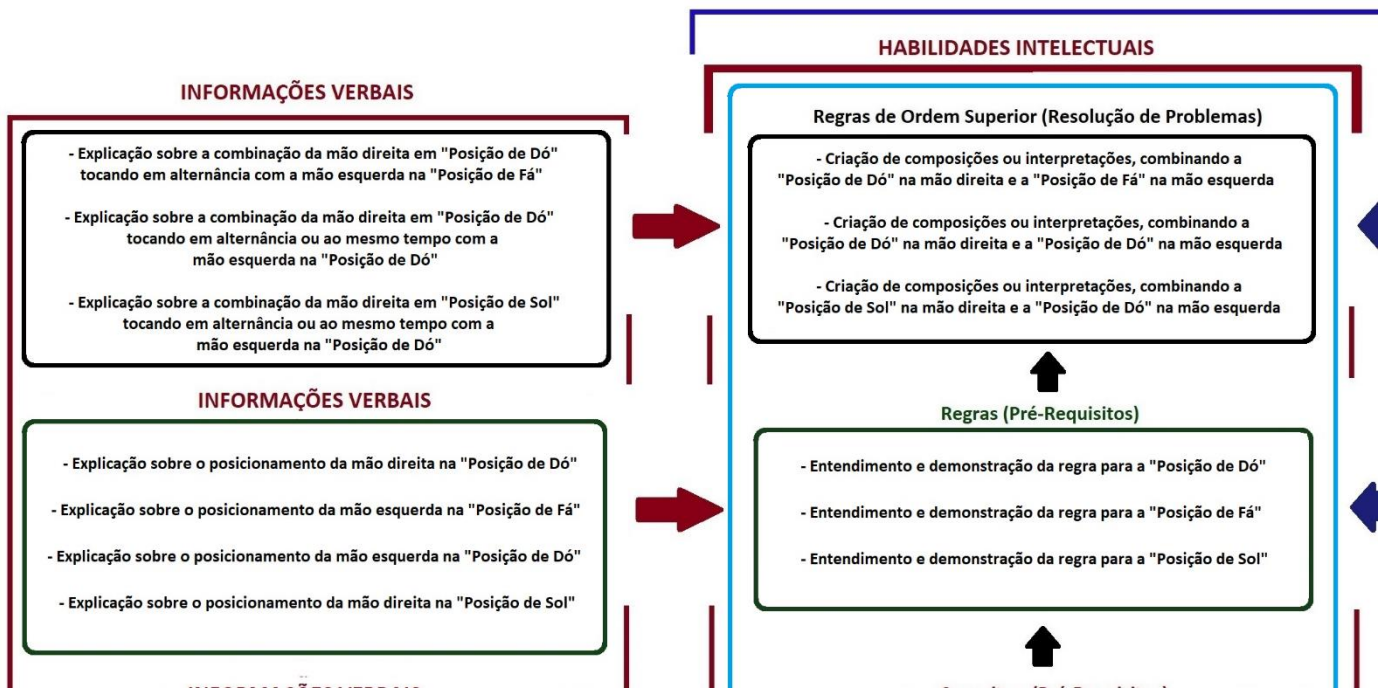 INFORMAÇÕES VERBAIS
- Explicação sobre a combinação da mão direita em "Posição de Dó"
tocando em alternância com a mão esquerda na "Posição de Fá"
- Explicação sobre a combinação da mão direita em "Posição de Dó"
tocando em alternância ou ao mesmo tempo com a
mão esquerda na "Posição de Dó"
- Explicação sobre a combinação da mão direita em "Posição de Sol"
tocando em alternância ou ao mesmo tempo com a
mão esquerda na "Posição de Dó"
INFORMAÇÕES VERBAIS
- Explicação sobre o posicionamento da mão direita na "Posição de Dó"
- Explicação sobre o posicionamento da mão esquerda na "Posição de Fá"
- Explicação sobre o posicionamento da mão esquerda na "Posição de Dó"
- Explicação sobre o posicionamento da mão direita na "Posição de Sol"
INFORMAÇÕES VERBAIS
HABILIDADES INTELECTUAIS
Regras de Ordem Superior (Resolução de Problemas)
- Criação de composições ou interpretações, combinando a
"Posição de Dó" na mão direita e a "Posição de Fá" na mão esquerda
- Criação de composições ou interpretações, combinando a
"Posição de Dó" na mão direita e a "Posição de Dó" na mão esquerda
- Criação de composições ou interpretações, combinando a
"Posição de Sol" na mão direita e a "Posição de Dó" na mão esquerda
Regras (Pré-Requisitos)
- Entendimento e demonstração da regra para a "Posição de Dó"
- Entendimento e demonstração da regra para a "Posição de Fá"
- Entendimento e demonstração da regra para a "Posição de Sol"
(Pré-Requisitos)